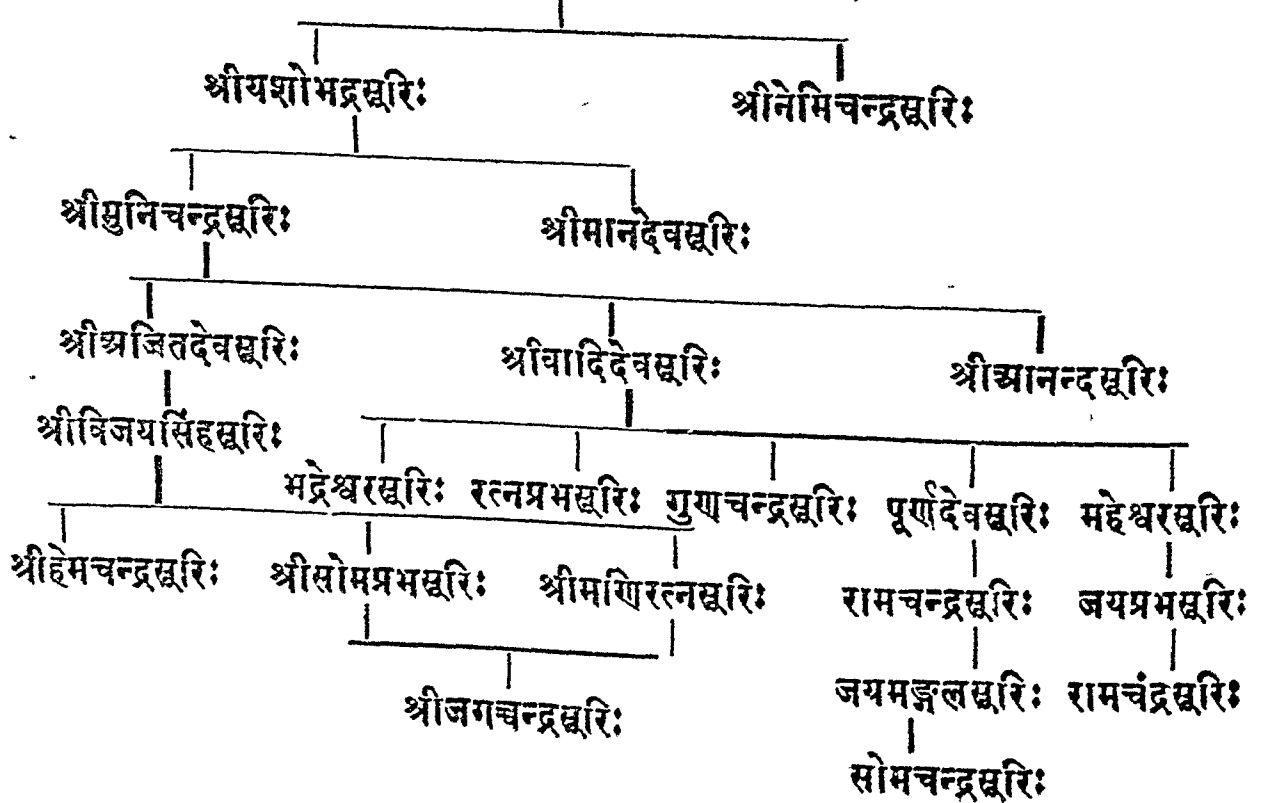 श्रीयशोभद्रसूरिः श्रीनेमिचन्द्रसूरिः
श्रीमुनिचन्द्रसूरिः श्रीमानदेवसूरिः
श्रीअजितदेवसूरिः श्रीवादिदेवसूरिः श्रीआनन्दसूरिः
श्रीविजयसिंहसूरिः
भद्रेश्वरसूरिः रत्नप्रभसूरिः गुणचन्द्रसूरिः पूर्णदेवसूरिः महेश्वरसूरिः
श्रीहेमचन्द्रसूरिः श्रीसोमप्रभसूरिः श्रीमणिरत्नसूरिः रामचन्द्रसूरिः जयप्रभसूरिः
श्रीजगच्चन्द्रसूरिः जयमङ्गलसूरिः रामचंद्रसूरिः
सोमचन्द्रसूरिः